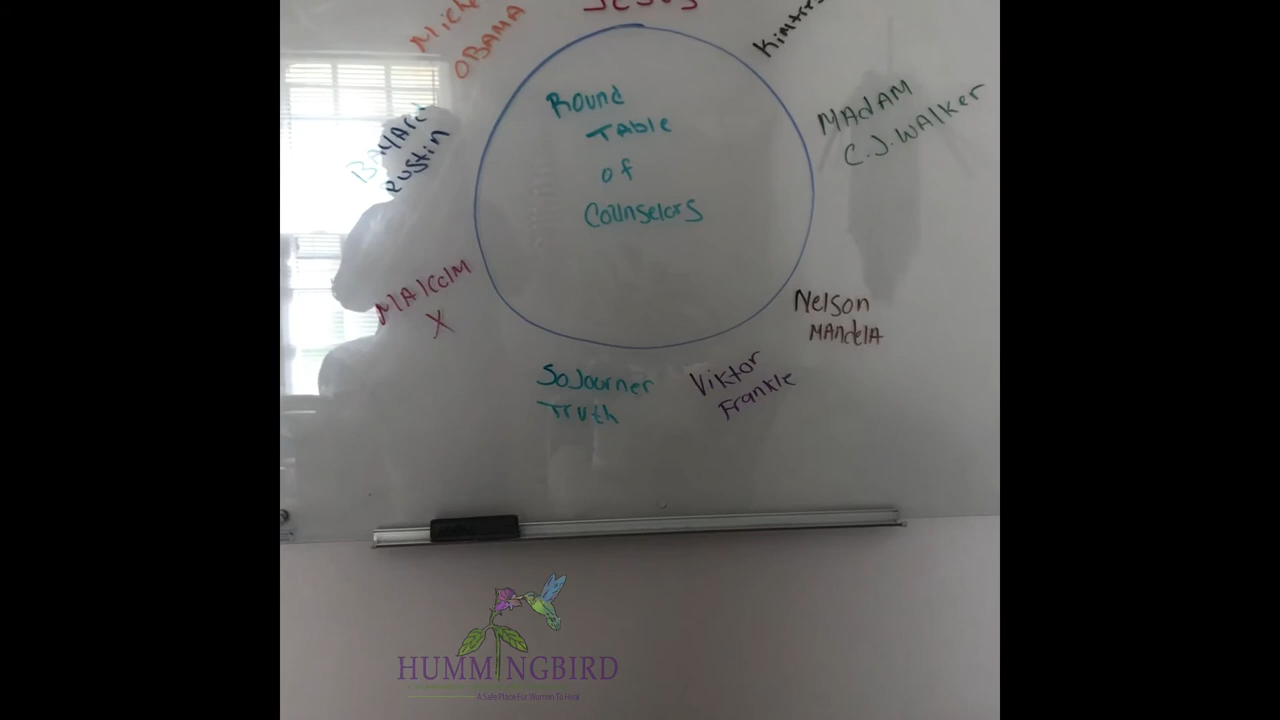 JESUS
OBAMA
Round
TABLE
of
Counselors
MAdAM
C.J. WAlker
BAYArd
Rustin
MAlcolM
X
Nelson
MAndelA
SoJourner
Truth
Viktor
Frankle
HUMMINGBIRD
A Safe Place For Women To Heal